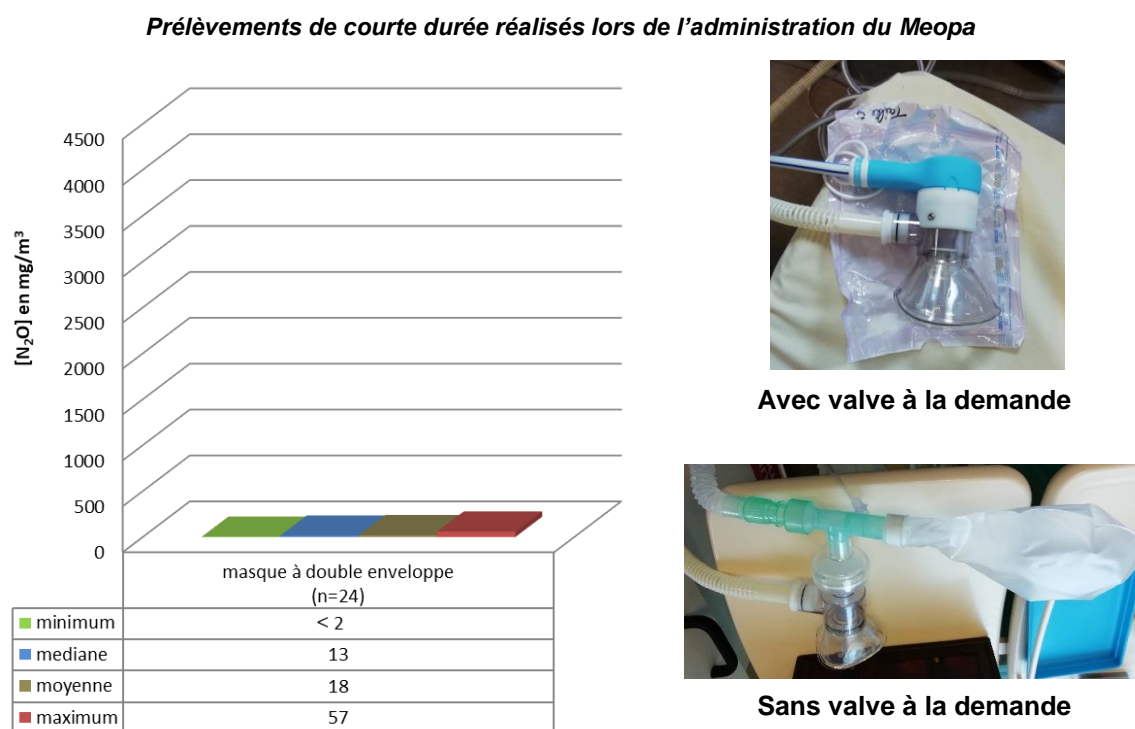 Prélèvements de courte durée réalisés lors de l’administration du Meopa
4500
4000
3500
3000
2500
2000
1500
1000
500
0
[N₂O] en mg/m³
masque à double enveloppe
(n=24)
minimum < 2
mediane 13
moyenne 18
maximum 57
Taille
Avec valve à la demande
Sans valve à la demande